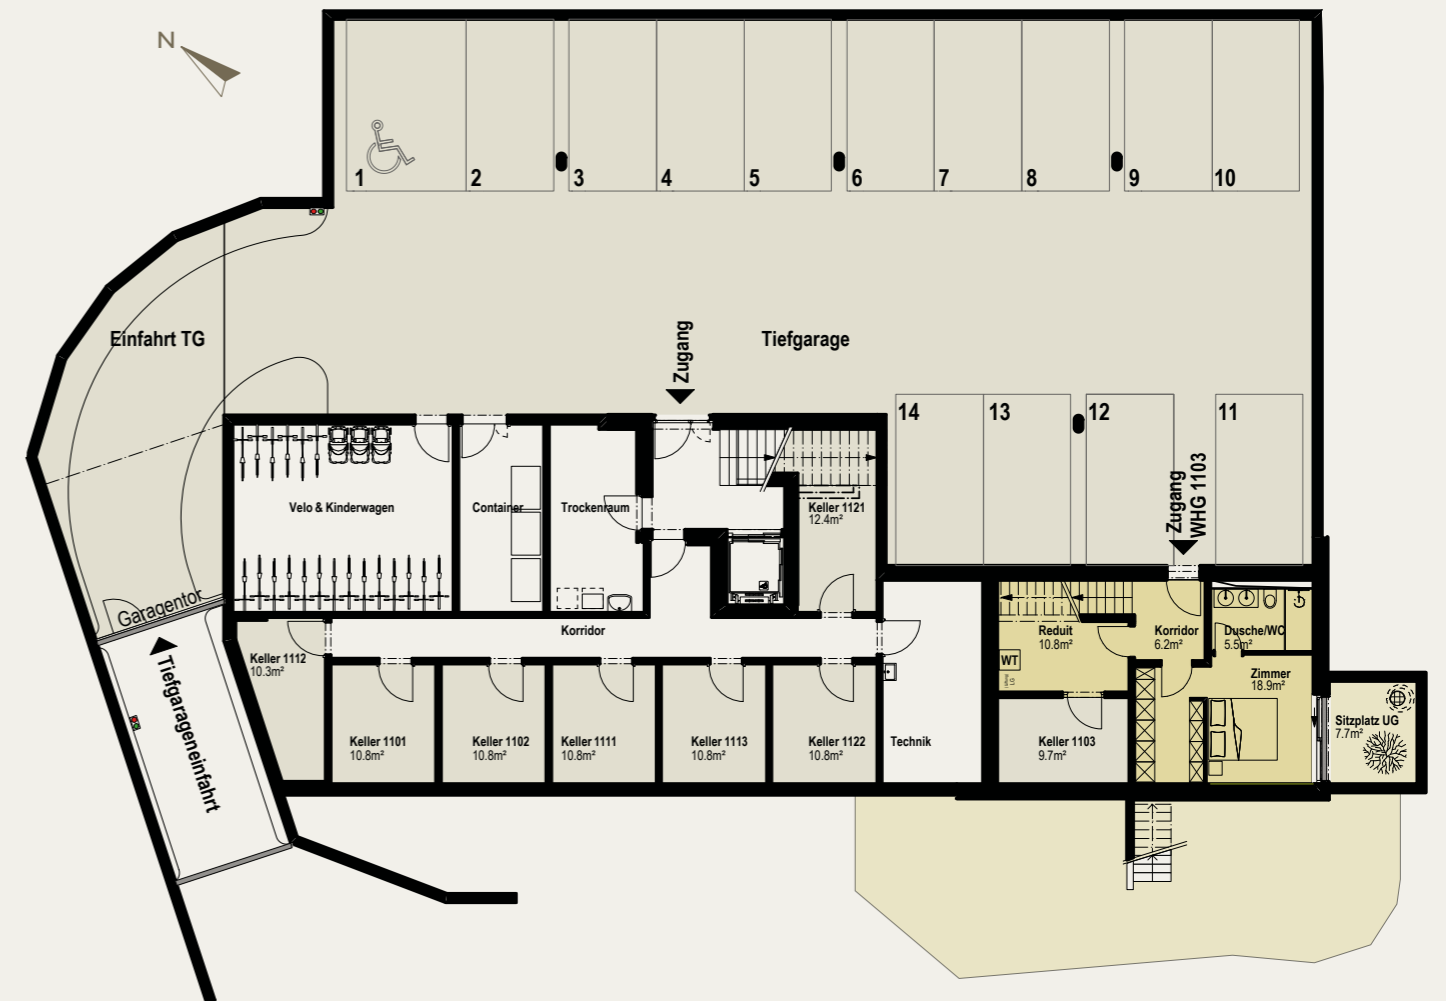 N
1
2
3
4
5
6
7
8
9
10
Einfahrt TG
Tiefgarage
Zugang
14
13
12
11
Zugang
WHG 1103
Velo & Kinderwagen
Container
Trockenraum
Keller 1121
12.4m²
Garagentor
Tiefgarageneinfahrt
Korridor
Keller 1112
10.3m²
Reduit
10.8m²
WT
LG
Korridor
6.2m²
Dusche/WC
5.5m²
Zimmer
18.9m²
Sitzplatz UG
7.7m²
Keller 1101
10.8m²
Keller 1102
10.8m²
Keller 1111
10.8m²
Keller 1113
10.8m²
Keller 1122
10.8m²
Technik
Keller 1103
9.7m²